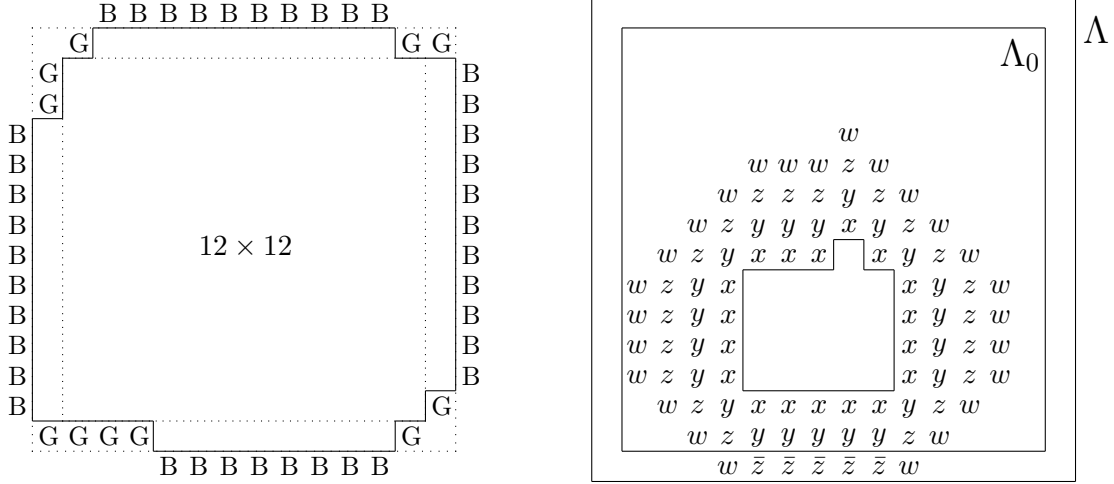 B B B B B B B B B B
G G G
G B
G B
B B
B B
B B
B B
12 × 12
B B
B B
B B
B B
B B
B G
G G G G G
B B B B B B B B
Λ
Λ₀
w
w w w z w
w z z z y z w
w z y y y x y z w
w z y x x x x y z w
w z y x x y z w
w z y x x y z w
w z y x x y z w
w z y x x y z w
w z y x x x x x y z w
w z y y y y y z w
w z̄ z̄ z̄ z̄ z̄ w